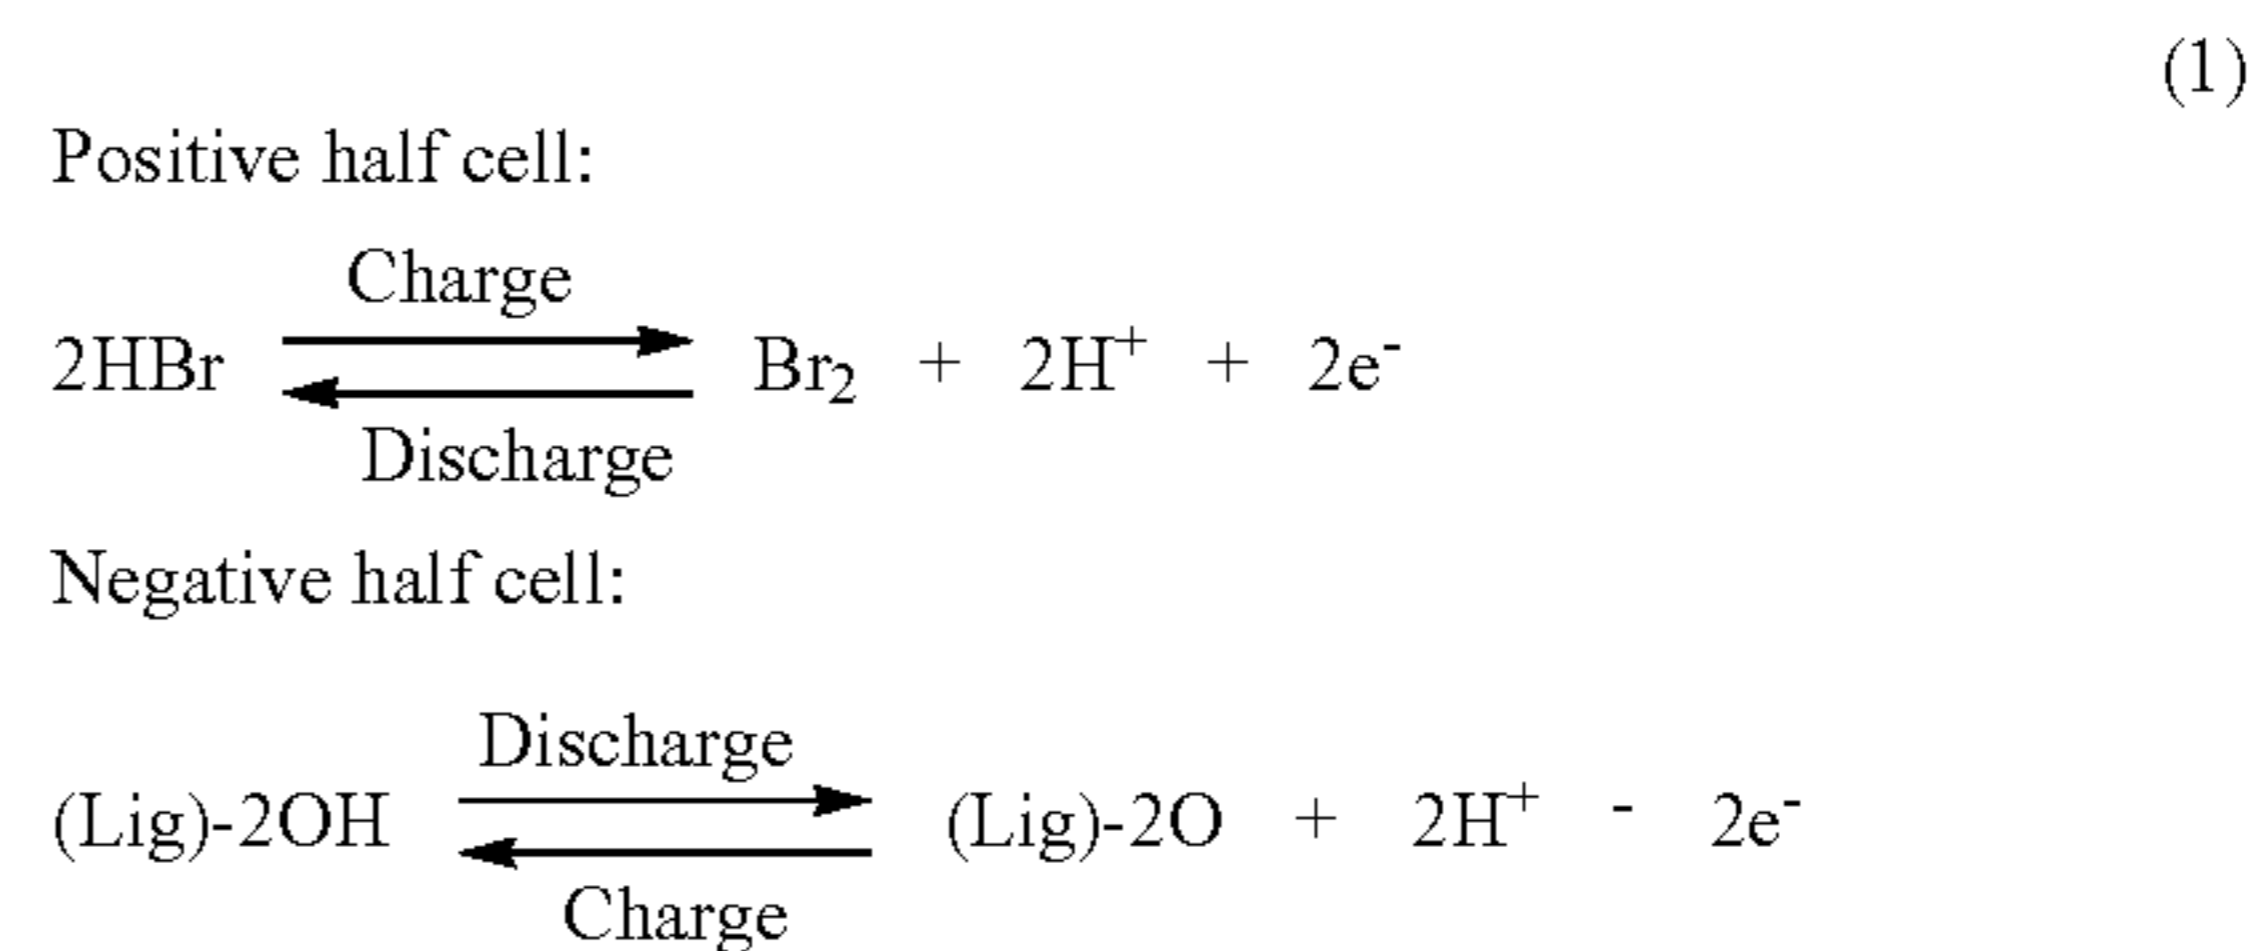 (1)
Positive half cell:
Charge
2HBr ⇌ Br₂ + 2H⁺ + 2e⁻
Discharge
Negative half cell:
Discharge
(Lig)-2OH ⇌ (Lig)-2O + 2H⁺ - 2e⁻
Charge